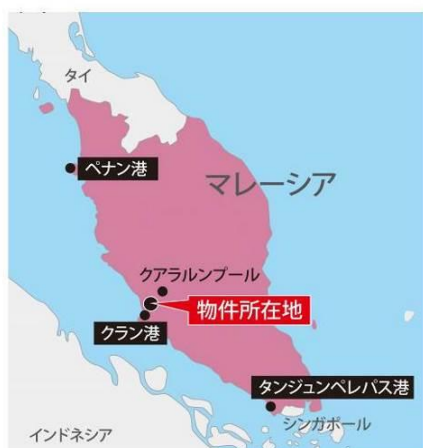 タイ
ペナン港
マレーシア
クアラルンプール
物件所在地
クラン港
タンジュンペレパス港
シンガポール
インドネシア